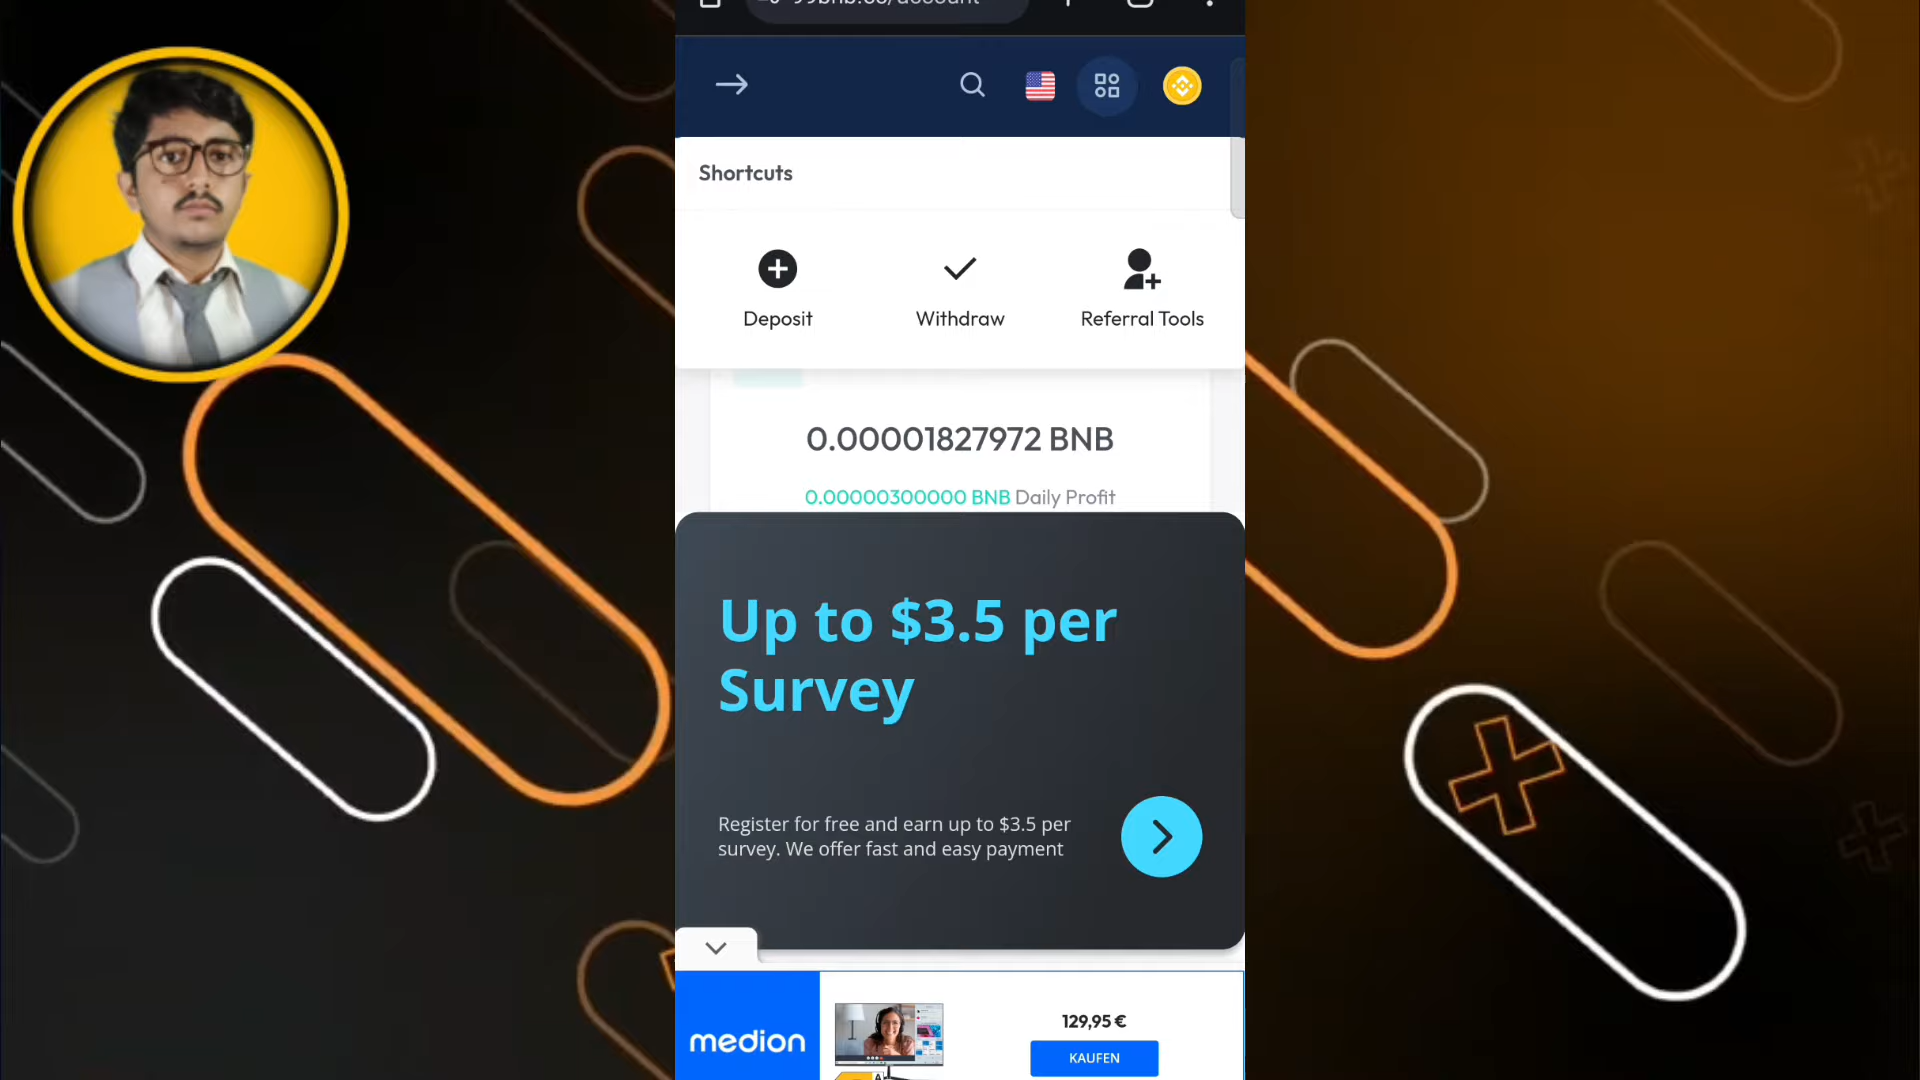 Shortcuts
Deposit
Withdraw
Referral Tools
0.00001827972 BNB
0.00000300000 BNB Daily Profit
Up to $3.5 per
Survey
Register for free and earn up to $3.5 per
survey. We offer fast and easy payment
medion
129,95 €
KAUFEN